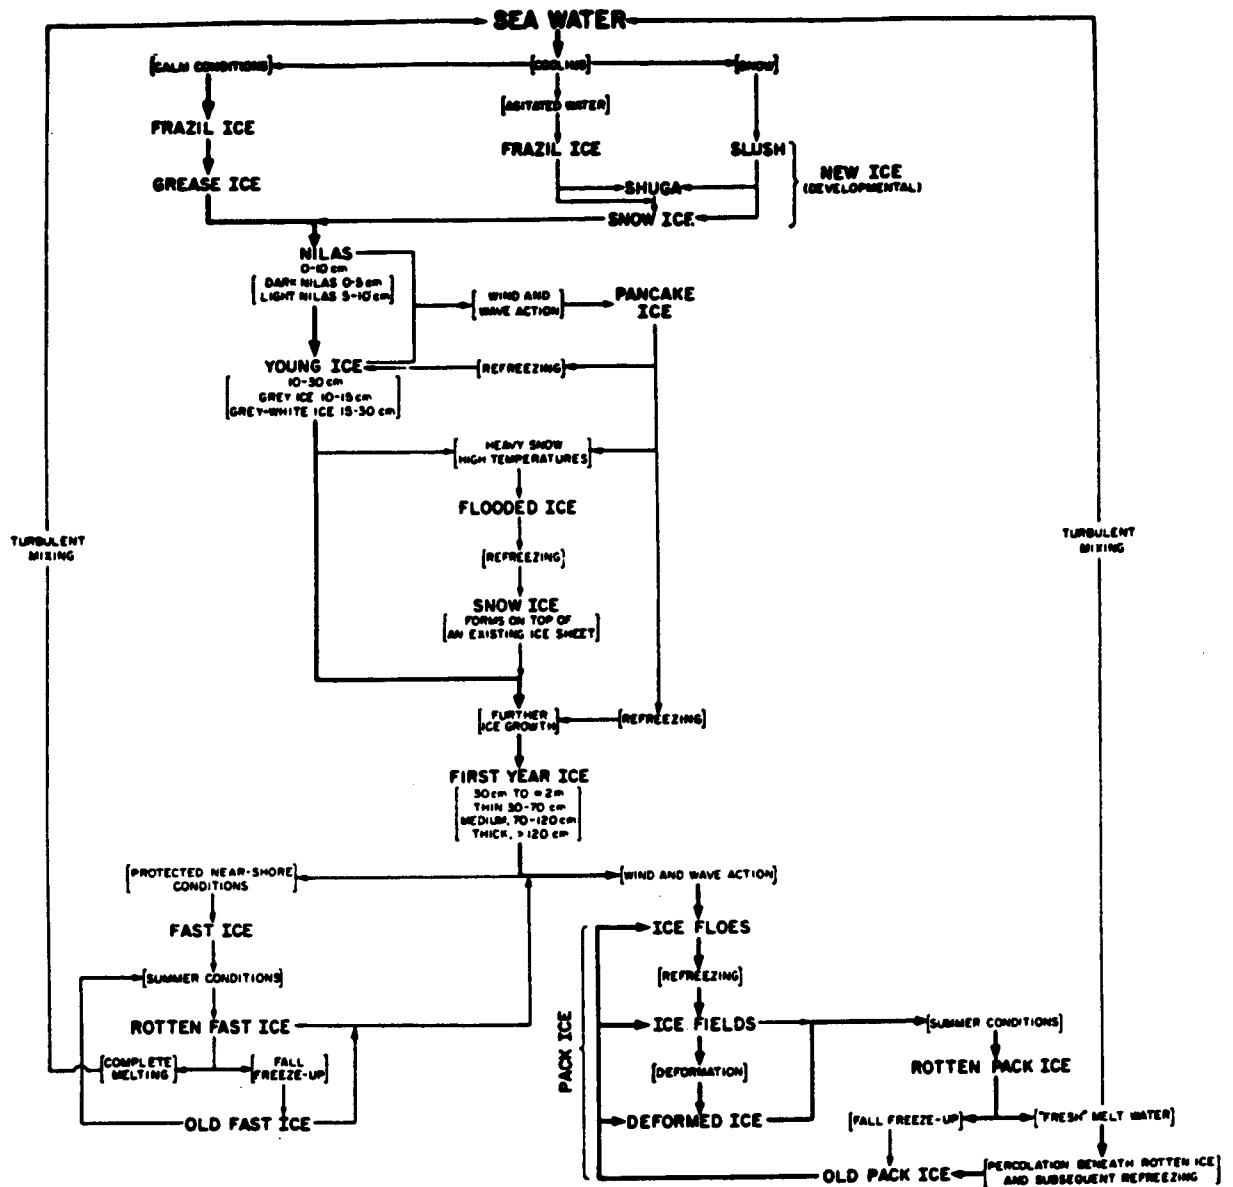 SEA WATER
[CALM CONDITIONS]
[COOLING]
[SNOW]
[AGITATED WATER]
FRAZIL ICE
FRAZIL ICE
SLUSH
NEW ICE
(DEVELOPMENTAL)
GREASE ICE
SHUGA
SNOW ICE
NILAS
0-10 cm
[DARK NILAS 0-5 cm
LIGHT NILAS 5-10 cm]
[WIND AND
WAVE ACTION]
PANCAKE
ICE
YOUNG ICE
[REFREEZING]
[10-30 cm
GREY ICE 10-15 cm
GREY-WHITE ICE 15-30 cm]
[HEAVY SNOW
HIGH TEMPERATURES]
FLOODED ICE
TURBULENT
MIXING
TURBULENT
MIXING
[REFREEZING]
SNOW ICE
[FORMS ON TOP OF
AN EXISTING ICE SHEET]
[FURTHER
ICE GROWTH]
[REFREEZING]
FIRST YEAR ICE
[30 cm TO ≈ 2 m
THIN 30-70 cm
MEDIUM, 70-120 cm
THICK, >120 cm]
[PROTECTED NEAR-SHORE
CONDITIONS]
[WIND AND WAVE ACTION]
FAST ICE
ICE FLOES
[SUMMER CONDITIONS]
[REFREEZING]
PACK ICE
ROTTEN FAST ICE
ICE FIELDS
[SUMMER CONDITIONS]
[COMPLETE
MELTING]
[FALL
FREEZE-UP]
[DEFORMATION]
ROTTEN PACK ICE
OLD FAST ICE
DEFORMED ICE
[FALL FREEZE-UP]
["FRESH" MELT WATER]
OLD PACK ICE
[PERCOLATION BENEATH ROTTEN ICE
AND SUBSEQUENT REFREEZING]